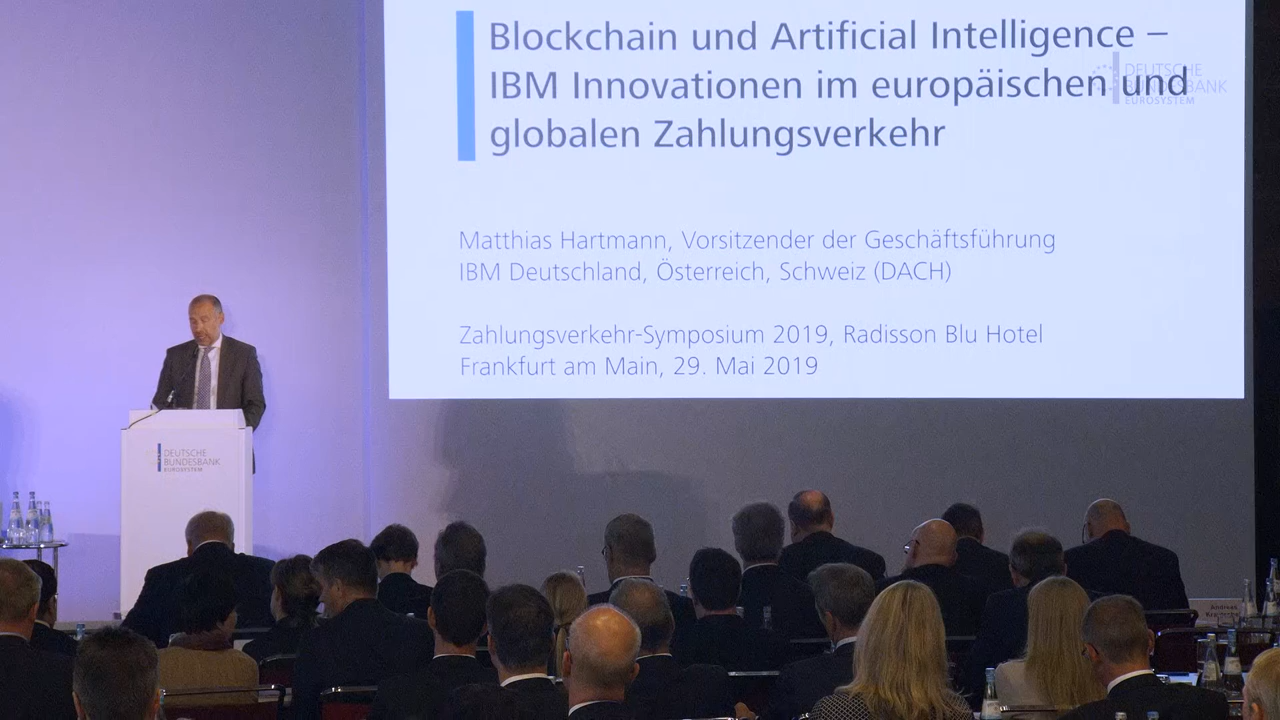 Blockchain und Artificial Intelligence –
IBM Innovationen im europäischen und
globalen Zahlungsverkehr
DEUTSCHE
BUNDESBANK
EUROSYSTEM
Matthias Hartmann, Vorsitzender der Geschäftsführung
IBM Deutschland, Österreich, Schweiz (DACH)
Zahlungsverkehr-Symposium 2019, Radisson Blu Hotel
Frankfurt am Main, 29. Mai 2019
DEUTSCHE
BUNDESBANK
EUROSYSTEM
Andreas